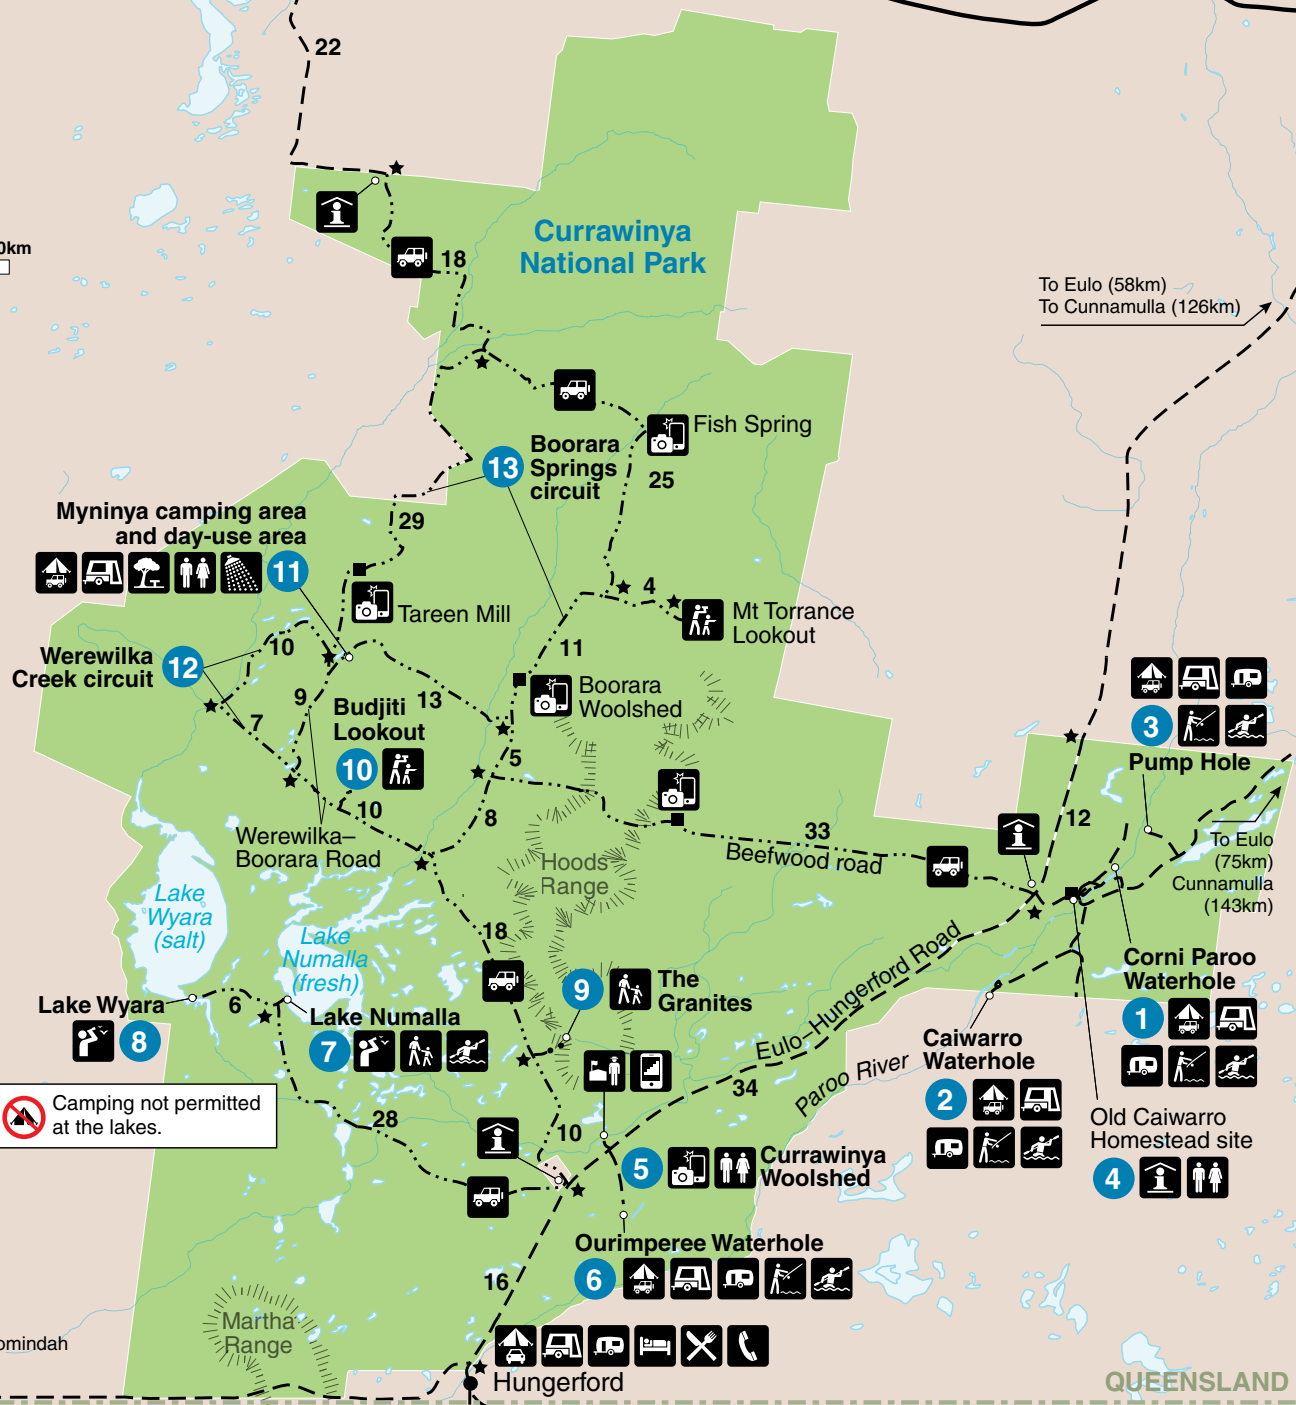 22
Currawinya
National Park
0km
18
To Eulo (58km)
To Cunnamulla (126km)
Fish Spring
13
Boorara
Springs
circuit
25
29
Myninya camping area
and day-use area
11
Tareen Mill
4
Mt Torrance
Lookout
10
11
Werewilka
Creek circuit
12
9
13
7
Budjiti
Lookout
10
Boorara
Woolshed
5
3
Pump Hole
10
8
12
33
Beefwood road
Werewilka–
Boorara Road
Hoods
Range
To Eulo
(75km)
Cunnamulla
(143km)
Lake
Wyara
(salt)
Lake
Numalla
(fresh)
18
Eulo–Hungerford Road
Corni Paroo
Waterhole
1
9
The
Granites
6
Lake Wyara
8
Lake Numalla
7
Caiwarro
Waterhole
2
34
Paroo River
Camping not permitted
at the lakes.
28
10
Old Caiwarro
Homestead site
4
5
Currawinya
Woolshed
Ourimperee Waterhole
6
16
Martha
Range
omindah
Hungerford
QUEENSLAND